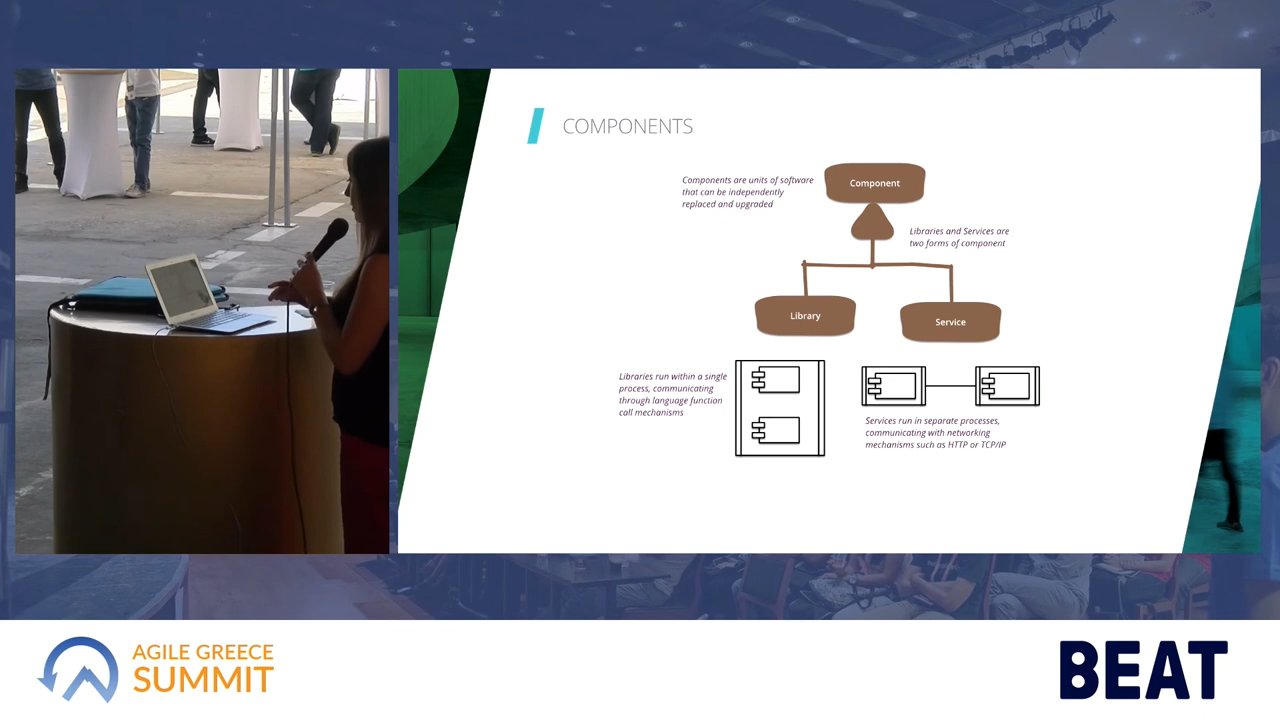 COMPONENTS
Components are units of software
that can be independently
replaced and upgraded
Component
Libraries and Services are
two forms of component
Library
Service
Libraries run within a single
process, communicating
through language function
call mechanisms
Services run in separate processes,
communicating with networking
mechanisms such as HTTP or TCP/IP
AGILE GREECE
SUMMIT
BEAT